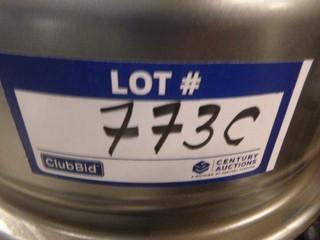 LOT #
773C
ClubBid
CENTURY
AUCTIONS